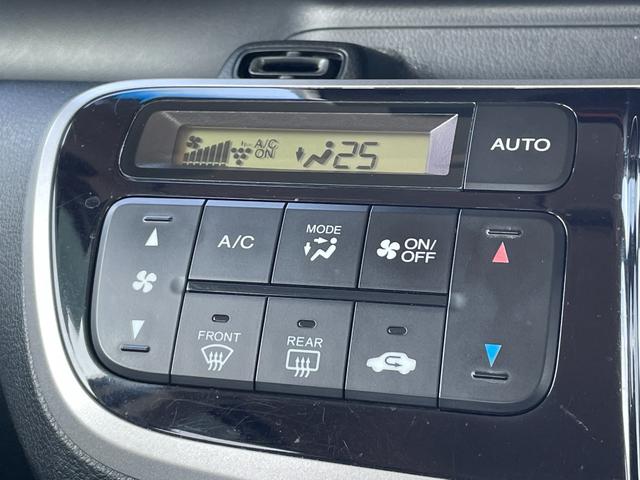 A/C
ON
25
AUTO
A/C
MODE
ON/
OFF
FRONT
REAR